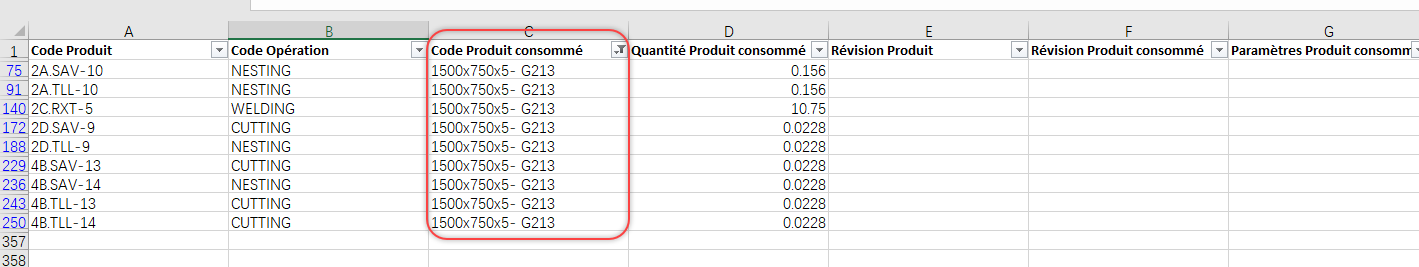 A B C D E F G
1 Code Produit Code Opération Code Produit consommé Quantité Produit consommé Révision Produit Révision Produit consommé Paramètres Produit consomm
75 2A.SAV-10 NESTING 1500x750x5- G213 0.156
91 2A.TLL-10 NESTING 1500x750x5- G213 0.156
140 2C.RXT-5 WELDING 1500x750x5- G213 10.75
172 2D.SAV-9 CUTTING 1500x750x5- G213 0.0228
188 2D.TLL-9 NESTING 1500x750x5- G213 0.0228
229 4B.SAV-13 CUTTING 1500x750x5- G213 0.0228
236 4B.SAV-14 NESTING 1500x750x5- G213 0.0228
243 4B.TLL-13 CUTTING 1500x750x5- G213 0.0228
250 4B.TLL-14 CUTTING 1500x750x5- G213 0.0228
357
358